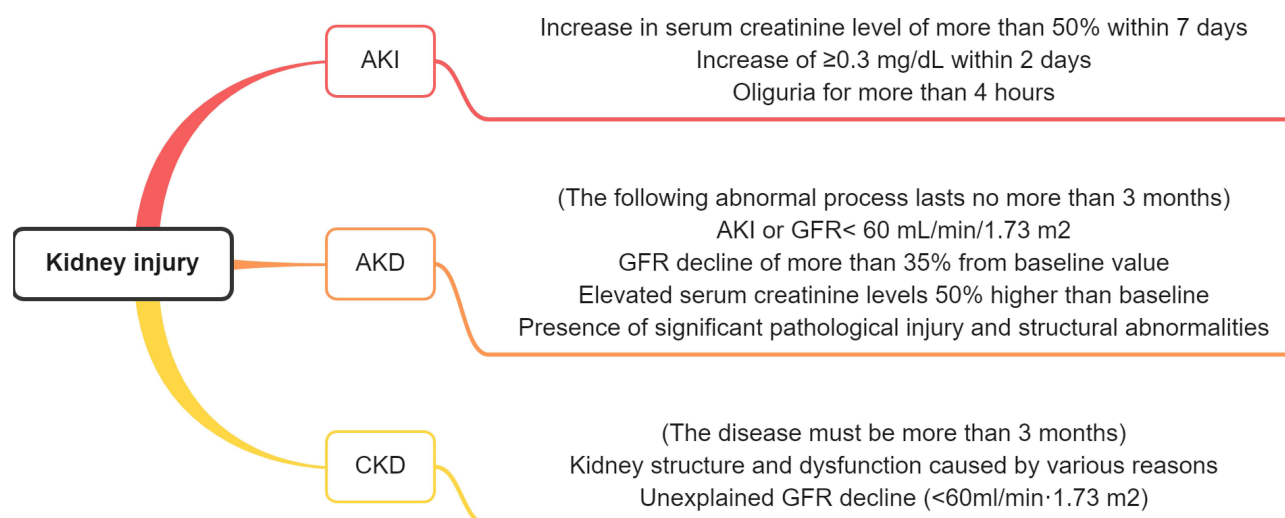 Kidney injury
AKI
Increase in serum creatinine level of more than 50% within 7 days
Increase of ≥0.3 mg/dL within 2 days
Oliguria for more than 4 hours
AKD
(The following abnormal process lasts no more than 3 months)
AKI or GFR< 60 mL/min/1.73 m2
GFR decline of more than 35% from baseline value
Elevated serum creatinine levels 50% higher than baseline
Presence of significant pathological injury and structural abnormalities
CKD
(The disease must be more than 3 months)
Kidney structure and dysfunction caused by various reasons
Unexplained GFR decline (<60ml/min·1.73 m2)